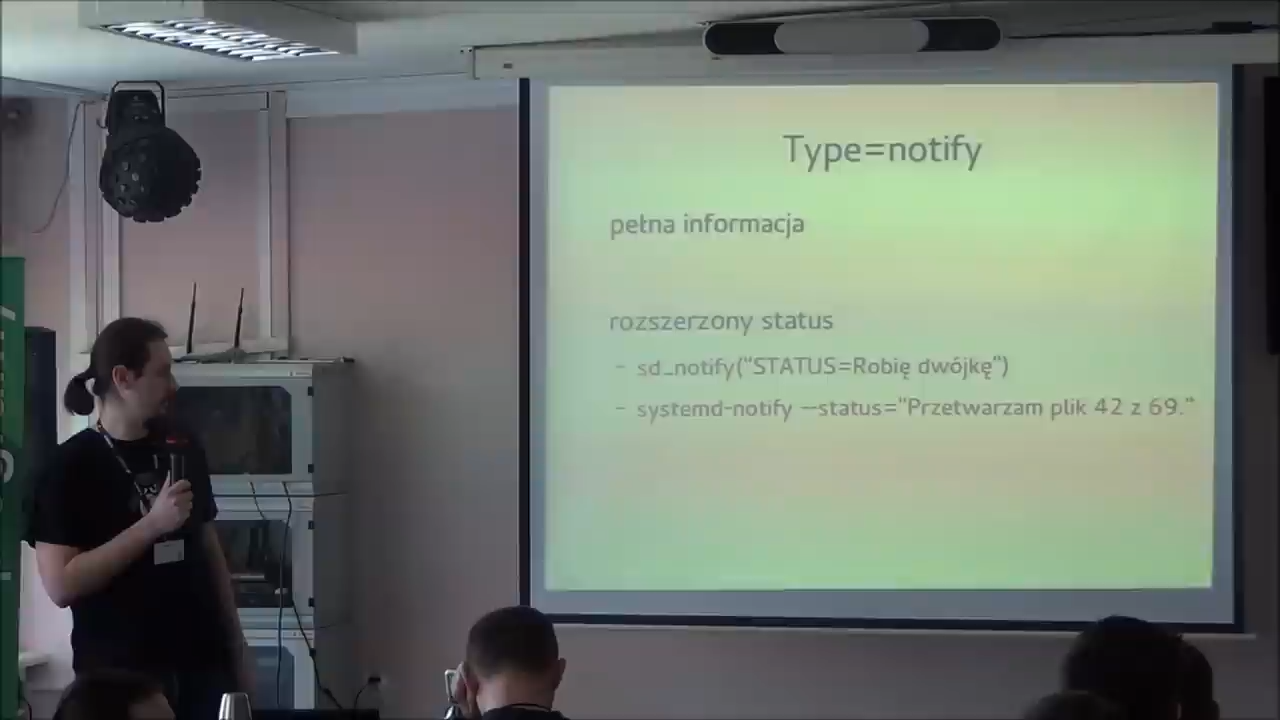 Type=notify
pełna informacja
rozszerzony status
– sd_notify("STATUS=Robię dwójkę")
– systemd-notify —status="Przetwarzam plik 42 z 69."